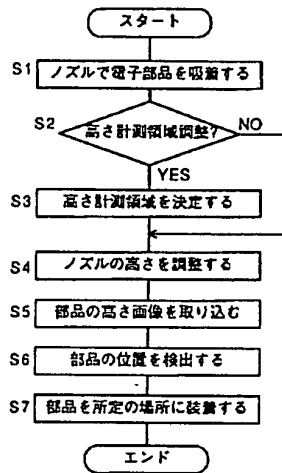 スタート
S1 ノズルで電子部品を吸着する
S2 高さ計測領域調整? NO
YES
S3 高さ計測領域を決定する
S4 ノズルの高さを調整する
S5 部品の高さ画像を取り込む
S6 部品の位置を検出する
S7 部品を所定の場所に装着する
エンド